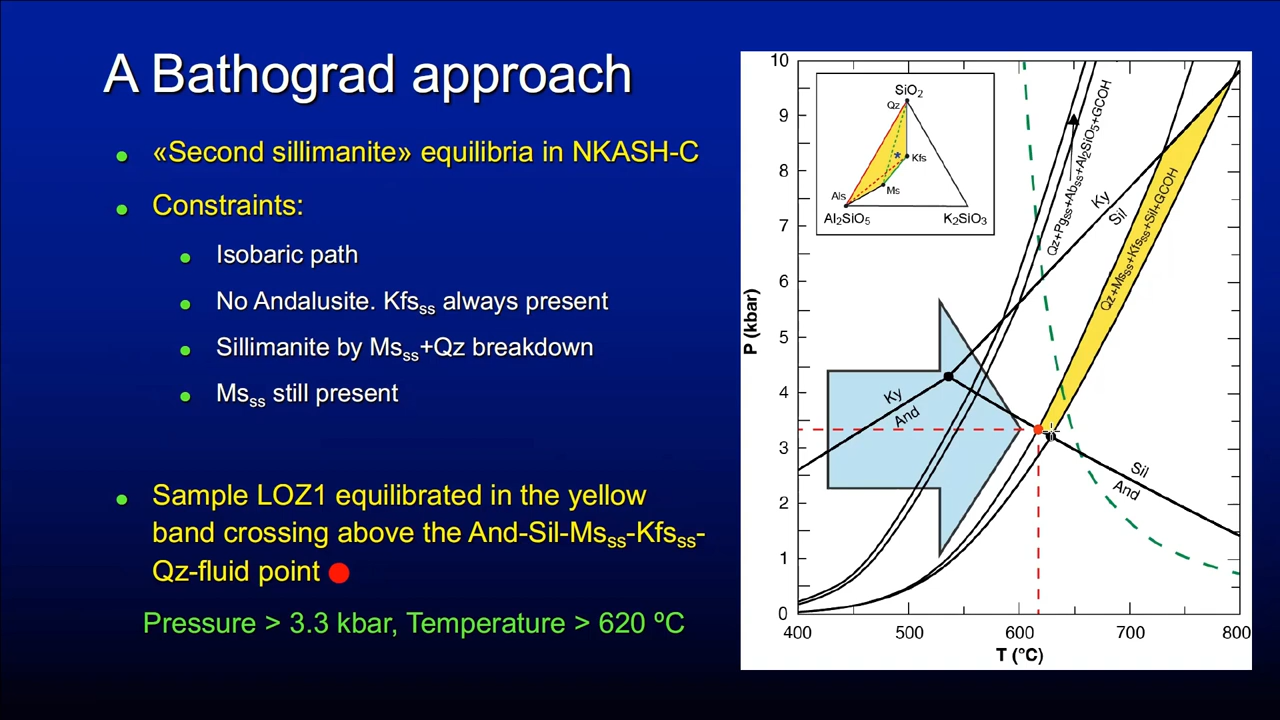 A Bathograd approach
«Second sillimanite» equilibria in NKASH-C
Constraints:
Isobaric path
No Andalusite. Kfsss always present
Sillimanite by Msss+Qz breakdown
Msss still present
Sample LOZ1 equilibrated in the yellow
band crossing above the And-Sil-Msss-Kfsss-
Qz-fluid point
Pressure > 3.3 kbar, Temperature > 620 ºC
10
9
8
7
6
5
4
3
2
1
0
P (kbar)
400
500
600
700
800
T (°C)
SiO2
Qz
Kfs
*
Ms
Als
Al2SiO5
K2SiO3
Qz+Pgss+Abss+Al2SiO5+GCOH
Qz+Msss+Kfsss+Sil+GCOH
Ky
Sil
Ky
And
Sil
And